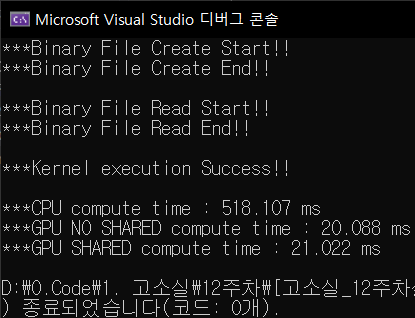 Microsoft Visual Studio 디버그 콘솔
***Binary File Create Start!!
***Binary File Create End!!
***Binary File Read Start!!
***Binary File Read End!!
***Kernel execution Success!!
***CPU compute time : 518.107 ms
***GPU NO SHARED compute time : 20.088 ms
***GPU SHARED compute time : 21.022 ms
D:₩0.Code₩1. 고소실₩12주차₩[고소실_12주차
) 종료되었습니다(코드: 0개).